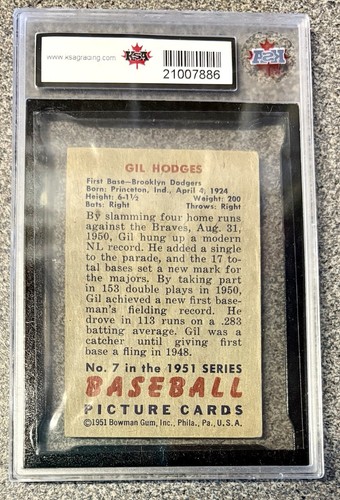 www.ksagrading.com
KSA
21007886
KSA
GIL HODGES
First Base—Brooklyn Dodgers
Born: Princeton, Ind., April 4, 1924
Height: 6-1½ Weight: 200
Bats: Right Throws: Right
By slamming four home runs
against the Braves, Aug. 31,
1950, Gil hung up a modern
NL record. He added a single
to the parade, and the 17 to-
tal bases set a new mark for
the majors. By taking part
in 153 double plays in 1950,
Gil achieved a new first base-
man's fielding record. He
drove in 113 runs on a .283
batting average. Gil was a
catcher until giving first
base a fling in 1948.
No. 7 in the 1951 SERIES
BASEBALL
PICTURE CARDS
©1951 Bowman Gum, Inc., Phila., Pa., U.S.A.